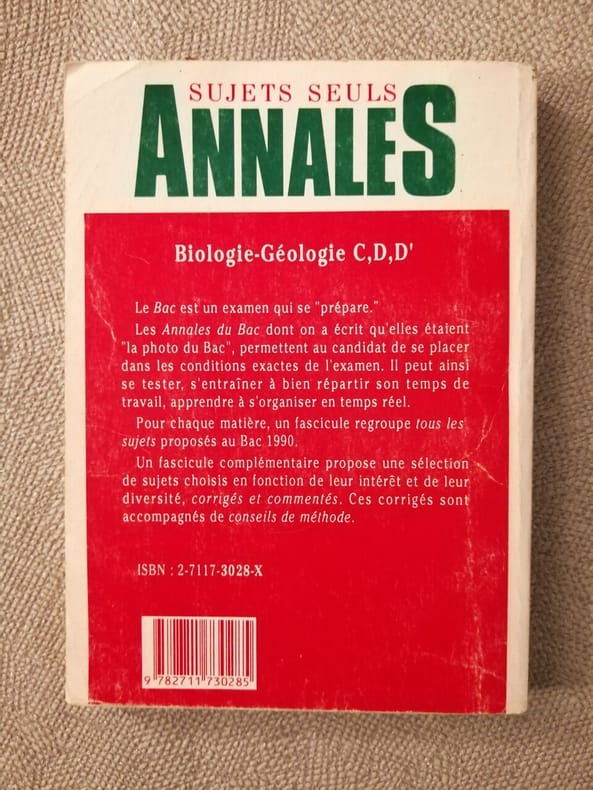 SUJETS SEULS
ANNALES
Biologie-Géologie C,D,D'
Le Bac est un examen qui se "prépare."
Les Annales du Bac dont on a écrit qu'elles étaient
"la photo du Bac", permettent au candidat de se placer
dans les conditions exactes de l'examen. Il peut ainsi
se tester, s'entraîner à bien répartir son temps de
travail, apprendre à s'organiser en temps réel.
Pour chaque matière, un fascicule regroupe tous les
sujets proposés au Bac 1990.
Un fascicule complémentaire propose une sélection
de sujets choisis en fonction de leur intérêt et de leur
diversité, corrigés et commentés. Ces corrigés sont
accompagnés de conseils de méthode.
ISBN : 2-7117-3028-X
9 782711 730285